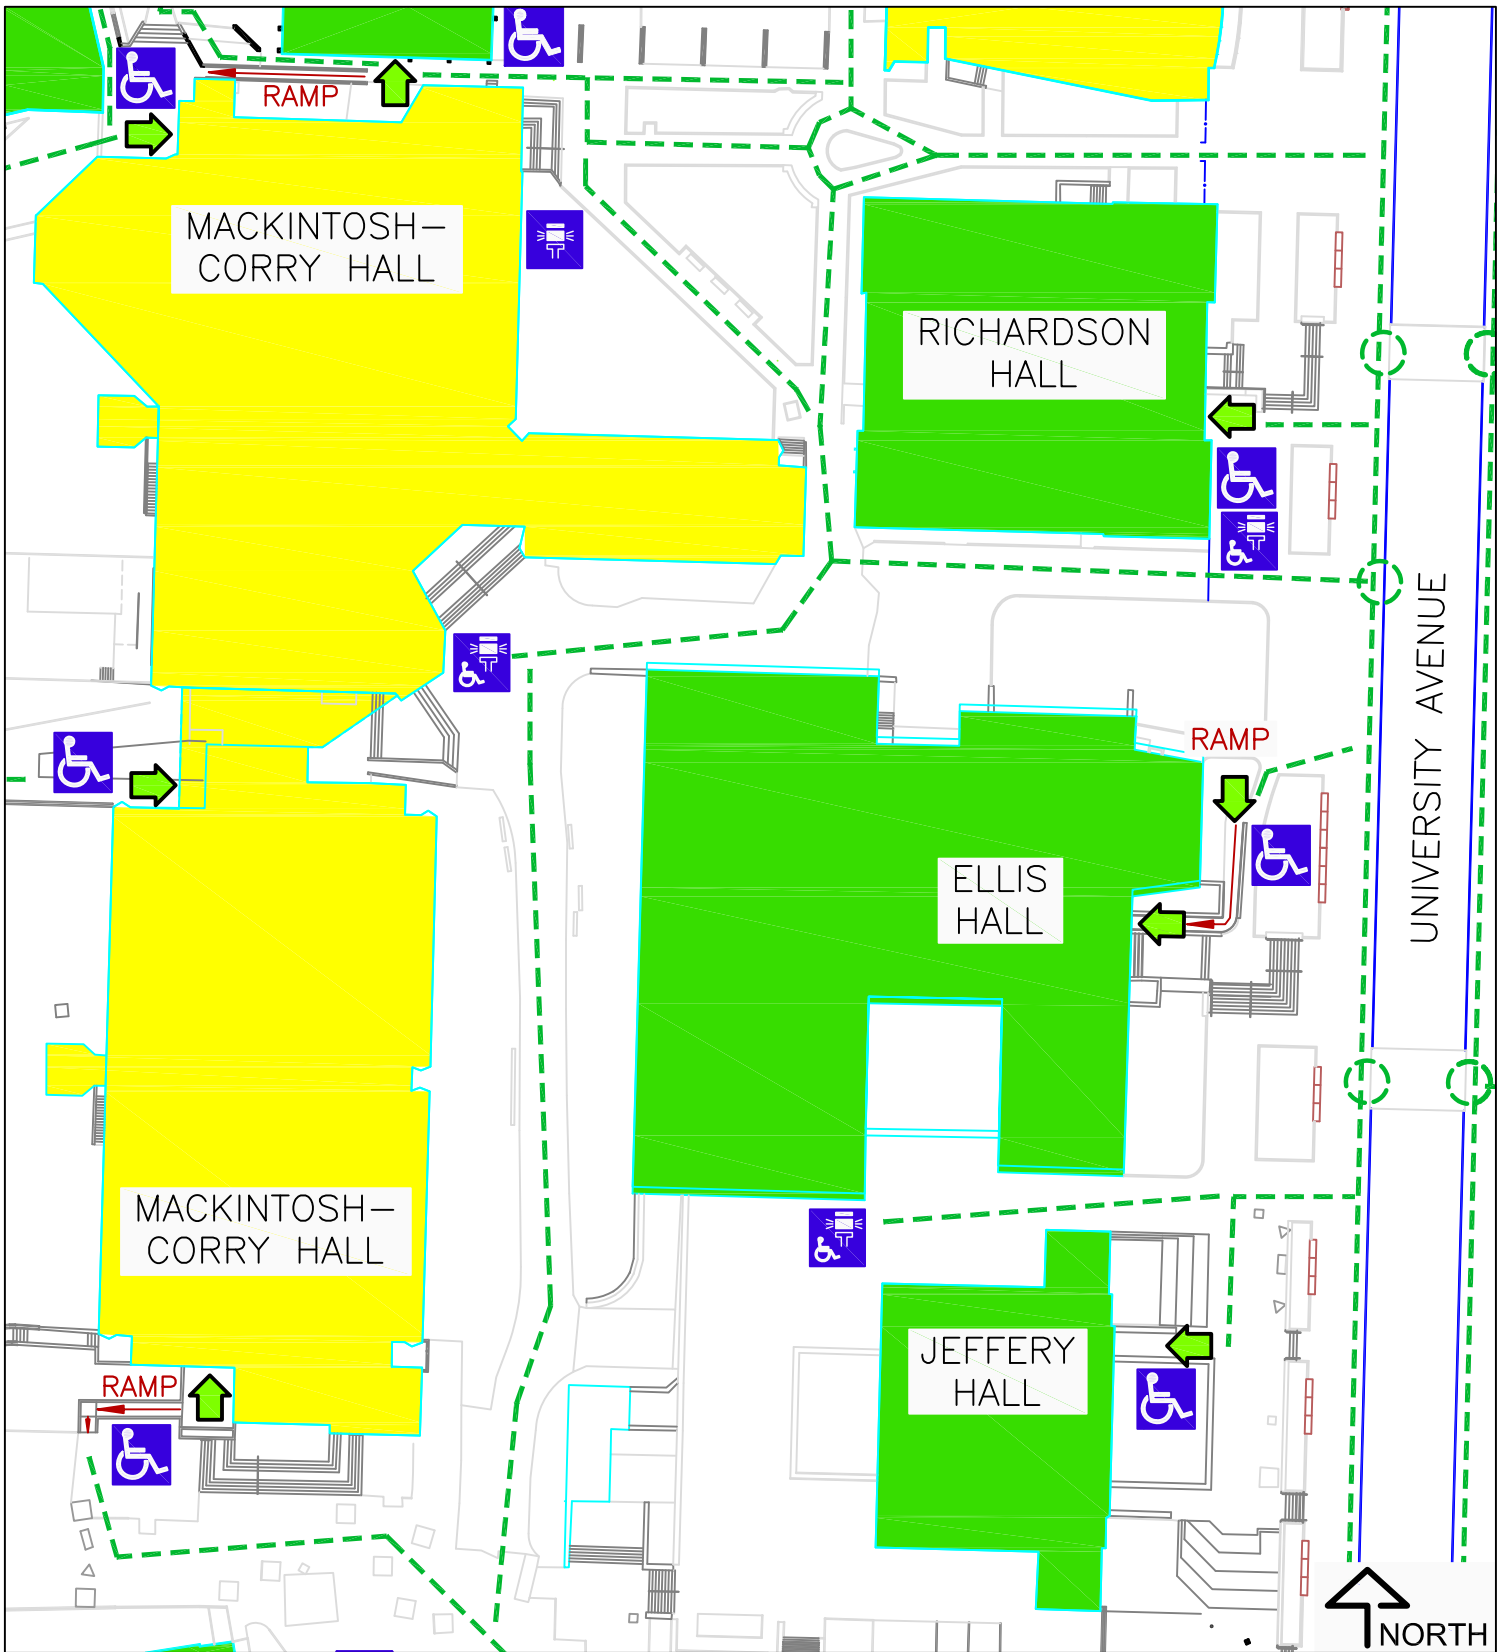 RAMP
MACKINTOSH-
CORRY HALL
RICHARDSON
HALL
UNIVERSITY AVENUE
RAMP
ELLIS
HALL
MACKINTOSH-
CORRY HALL
JEFFERY
HALL
RAMP
NORTH